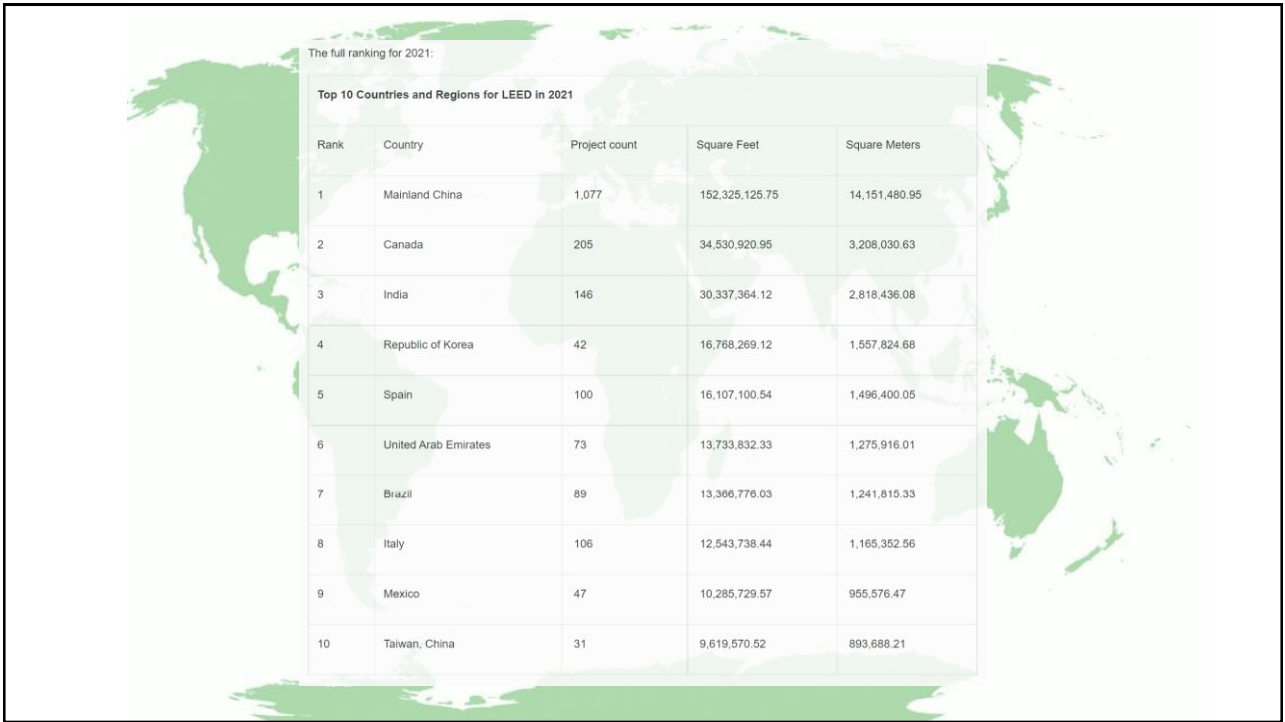 The full ranking for 2021:
Top 10 Countries and Regions for LEED in 2021
Rank Country Project count Square Feet Square Meters
1 Mainland China 1,077 152,325,125.75 14,151,480.95
2 Canada 205 34,530,920.95 3,208,030.63
3 India 146 30,337,364.12 2,818,436.08
4 Republic of Korea 42 16,768,269.12 1,557,824.68
5 Spain 100 16,107,100.54 1,496,400.05
6 United Arab Emirates 73 13,733,832.33 1,275,916.01
7 Brazil 89 13,366,776.03 1,241,815.33
8 Italy 106 12,543,738.44 1,165,352.56
9 Mexico 47 10,285,729.57 955,576.47
10 Taiwan, China 31 9,619,570.52 893,688.21